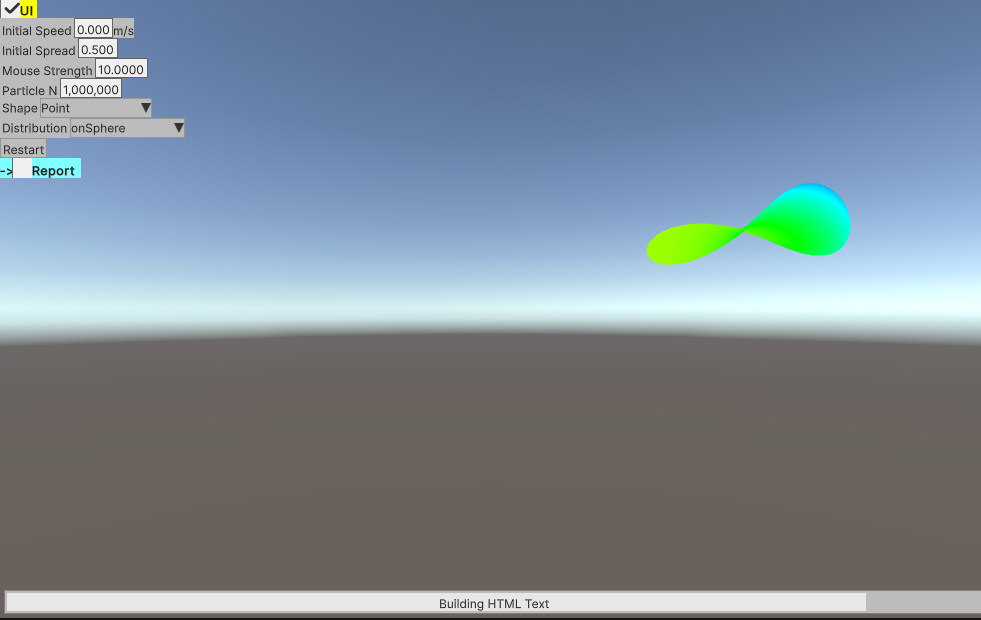 UI
Initial Speed 0.000 m/s
Initial Spread 0.500
Mouse Strength 10.0000
Particle N 1,000,000
Shape Point
Distribution onSphere
Restart
-> Report
Building HTML Text